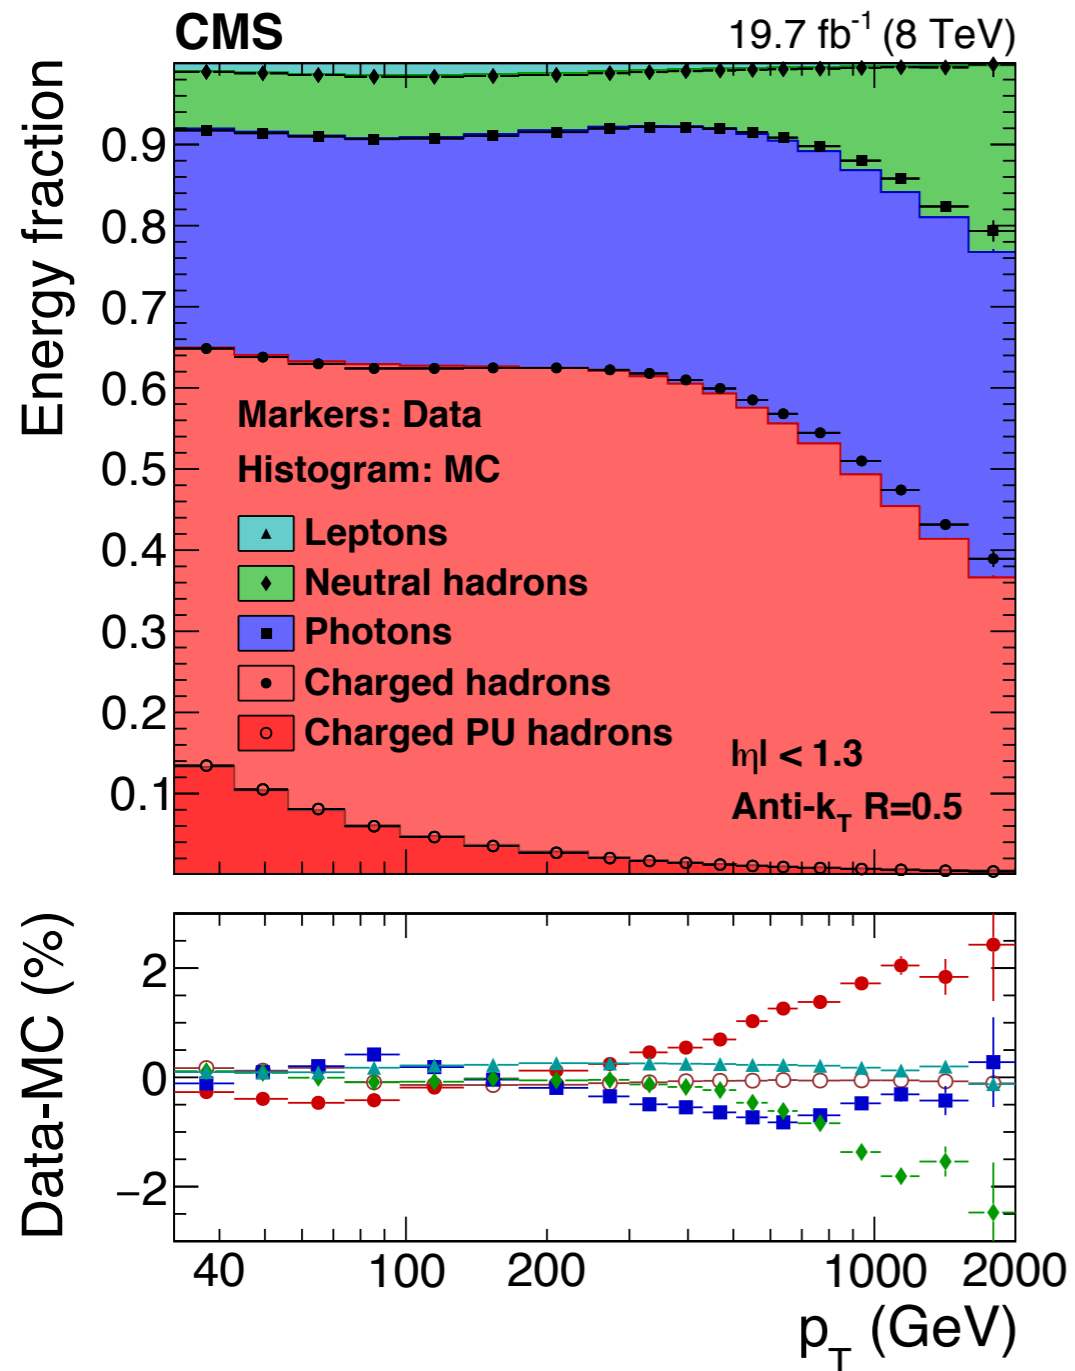 CMS 19.7 fb⁻¹ (8 TeV)
Energy fraction
0.9
0.8
0.7
0.6
0.5
0.4
0.3
0.2
0.1
Markers: Data
Histogram: MC
Leptons
Neutral hadrons
Photons
Charged hadrons
Charged PU hadrons
|η| < 1.3
Anti-k_T R=0.5
Data-MC (%)
2
0
−2
40 100 200 1000 2000
p_T (GeV)